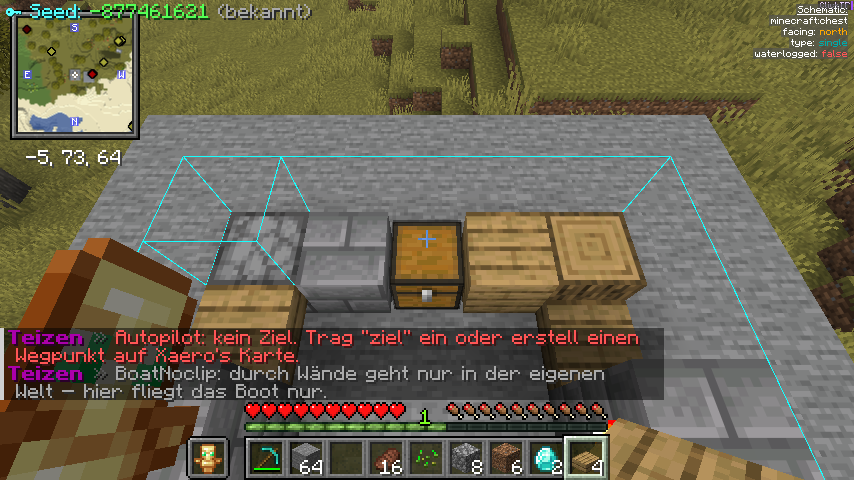 Seed: -877461621 (bekannt)
Schematic:
minecraft:chest
facing: north
type: single
waterlogged: false
S
E
W
N
-5, 73, 64
Teizen » Autopilot: kein Ziel. Trag "ziel" ein oder erstell einen
Wegpunkt auf Xaero's Karte.
Teizen » BoatNoclip: durch Wände geht nur in der eigenen
Welt – hier fliegt das Boot nur.
1
64
16
8
6
2
4